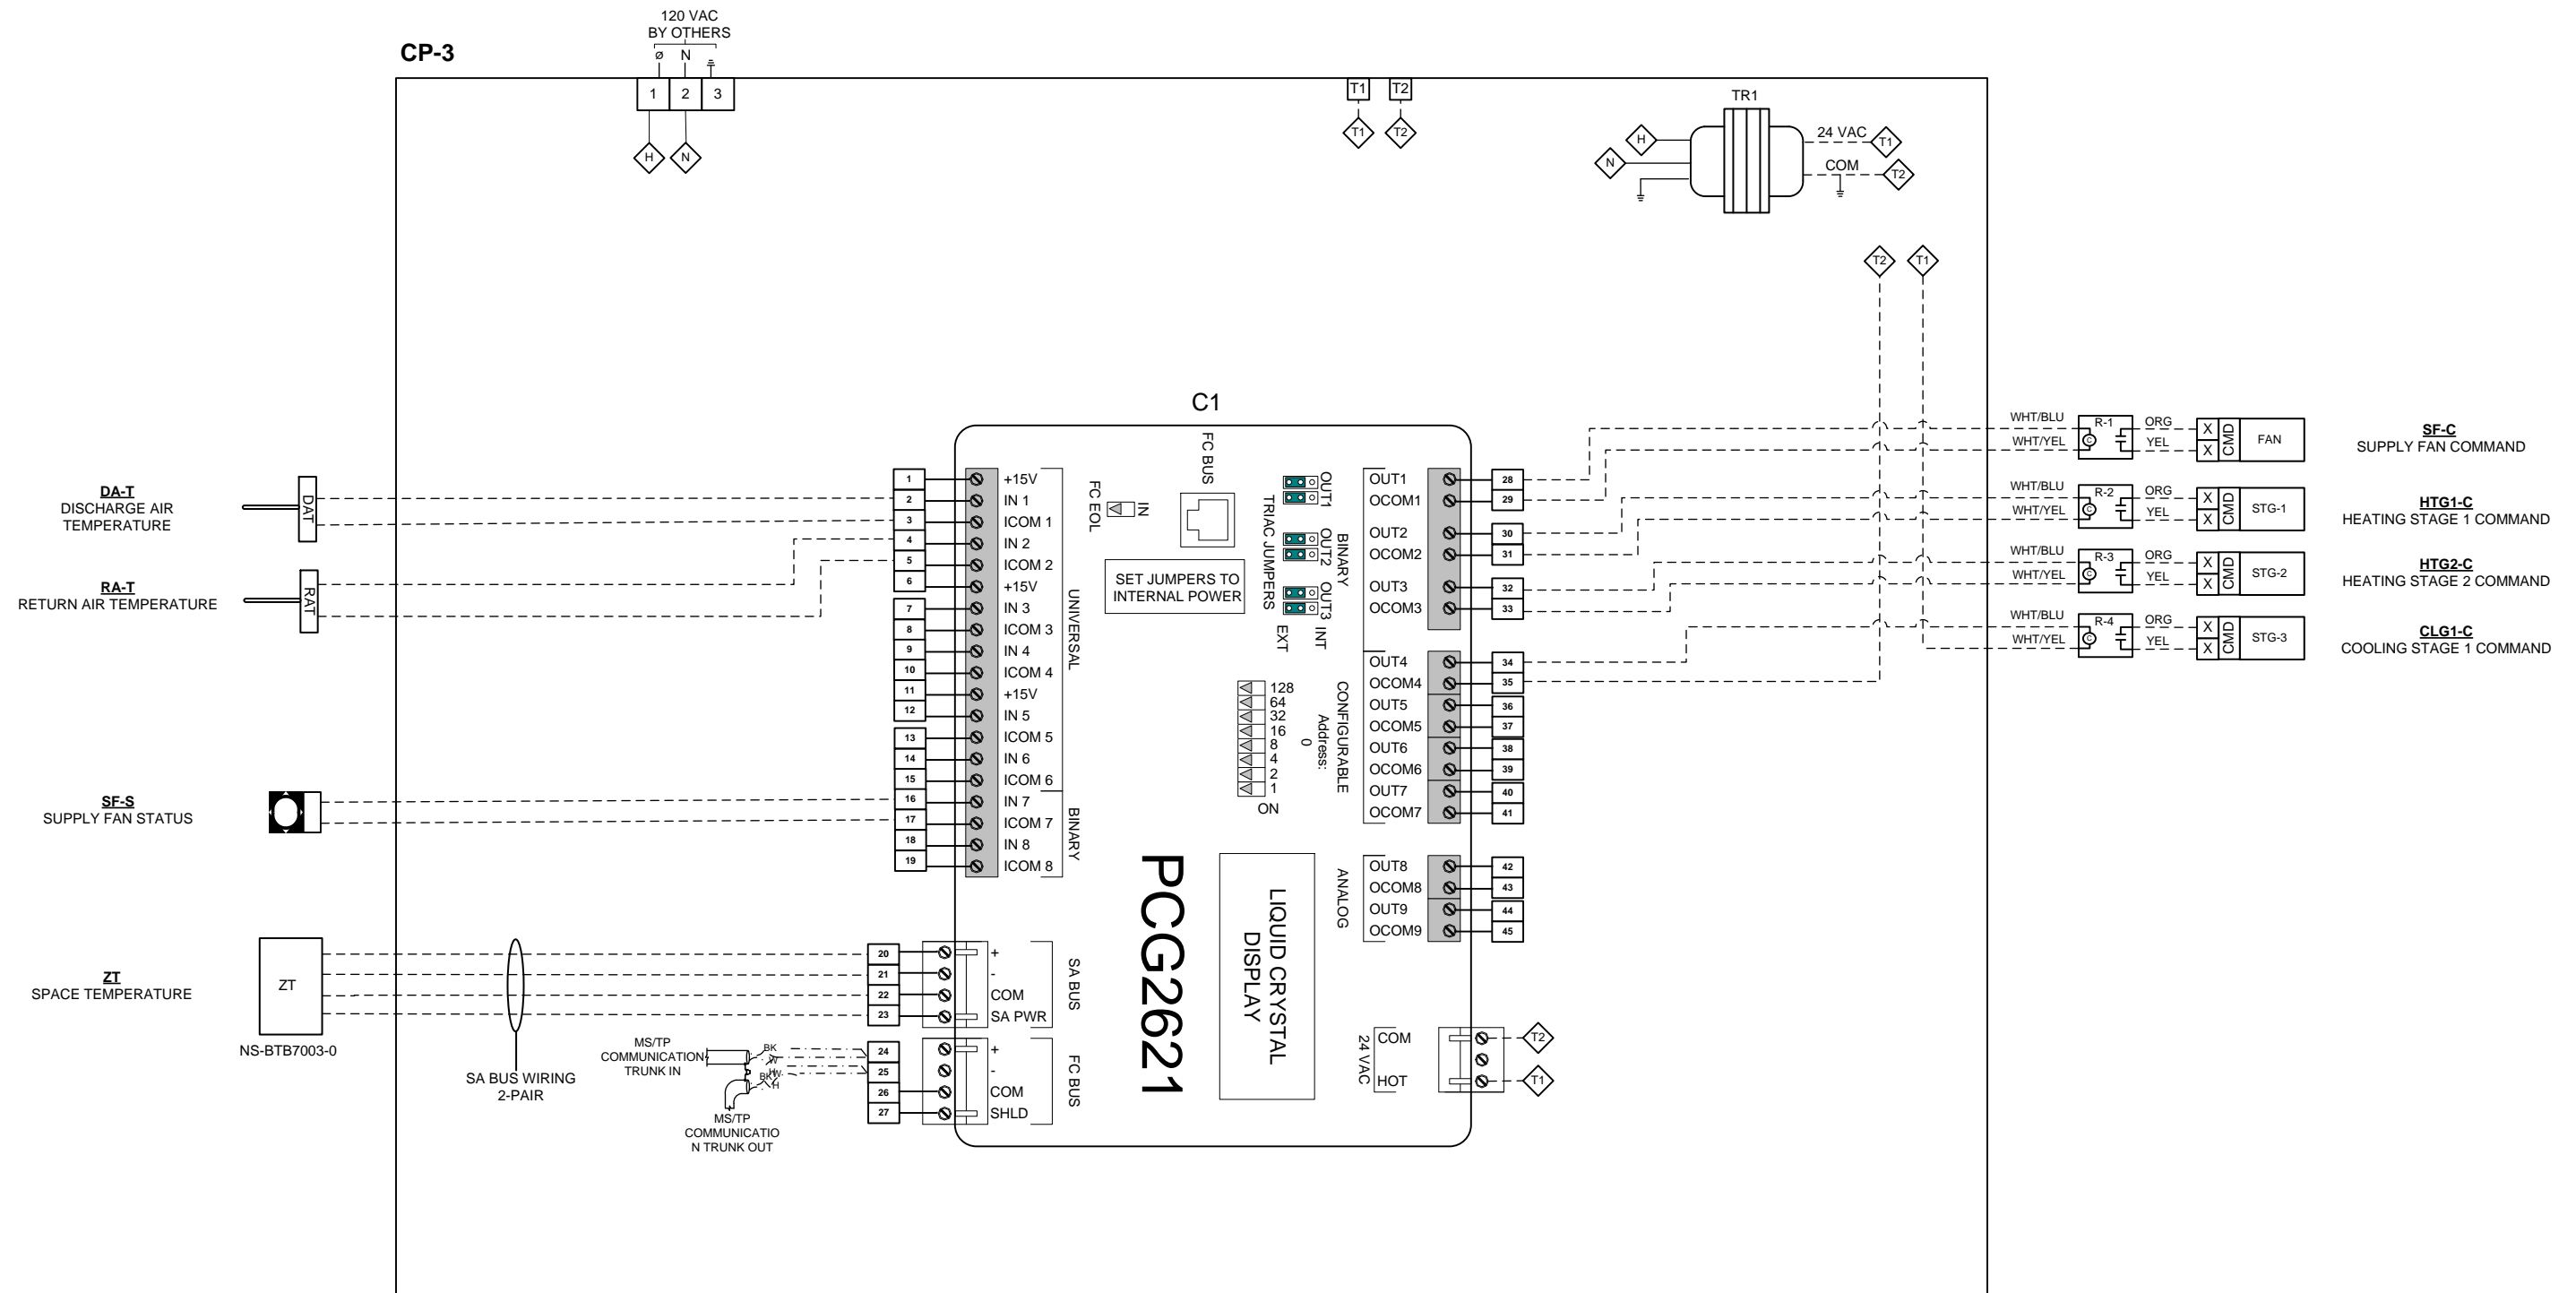 120 VAC
BY OTHERS
CP-3
ø N
1 2 3
H N
T1 T2
T1 T2
TR1
H
N
24 VAC T1
COM T2
T2 T1
C1
DA-T
DISCHARGE AIR
TEMPERATURE
DAT
RA-T
RETURN AIR TEMPERATURE
RAT
SF-S
SUPPLY FAN STATUS
ZT
SPACE TEMPERATURE
ZT
NS-BTB7003-0
SA BUS WIRING
2-PAIR
MS/TP
COMMUNICATION
TRUNK IN
BK
W
BK
H
MS/TP
COMMUNICATIO
N TRUNK OUT
1 +15V
2 IN 1
3 ICOM 1
4 IN 2
5 ICOM 2
6 +15V
7 IN 3
8 ICOM 3
9 IN 4
10 ICOM 4
11 +15V
12 IN 5
13 ICOM 5
14 IN 6
15 ICOM 6
16 IN 7
17 ICOM 7
18 IN 8
19 ICOM 8
UNIVERSAL
BINARY
20 +
21 -
22 COM
23 SA PWR
SA BUS
24 +
25 -
26 COM
27 SHLD
FC BUS
FC EOL
IN
FC BUS
SET JUMPERS TO
INTERNAL POWER
TRIAC JUMPERS
OUT1
OUT2
OUT3
EXT
INT
BINARY
128
64
32
16
8
4
2
1
ON
Address:
0
CONFIGURABLE
PCG2621
LIQUID CRYSTAL
DISPLAY
ANALOG
OUT1 28
OCOM1 29
OUT2 30
OCOM2 31
OUT3 32
OCOM3 33
OUT4 34
OCOM4 35
OUT5 36
OCOM5 37
OUT6 38
OCOM6 39
OUT7 40
OCOM7 41
OUT8 42
OCOM8 43
OUT9 44
OCOM9 45
24 VAC
COM T2
HOT T1
WHT/BLU R-1 ORG X
WHT/YEL C YEL X
CMD FAN
SF-C
SUPPLY FAN COMMAND
WHT/BLU R-2 ORG X
WHT/YEL C YEL X
CMD STG-1
HTG1-C
HEATING STAGE 1 COMMAND
WHT/BLU R-3 ORG X
WHT/YEL C YEL X
CMD STG-2
HTG2-C
HEATING STAGE 2 COMMAND
WHT/BLU R-4 ORG X
WHT/YEL C YEL X
CMD STG-3
CLG1-C
COOLING STAGE 1 COMMAND